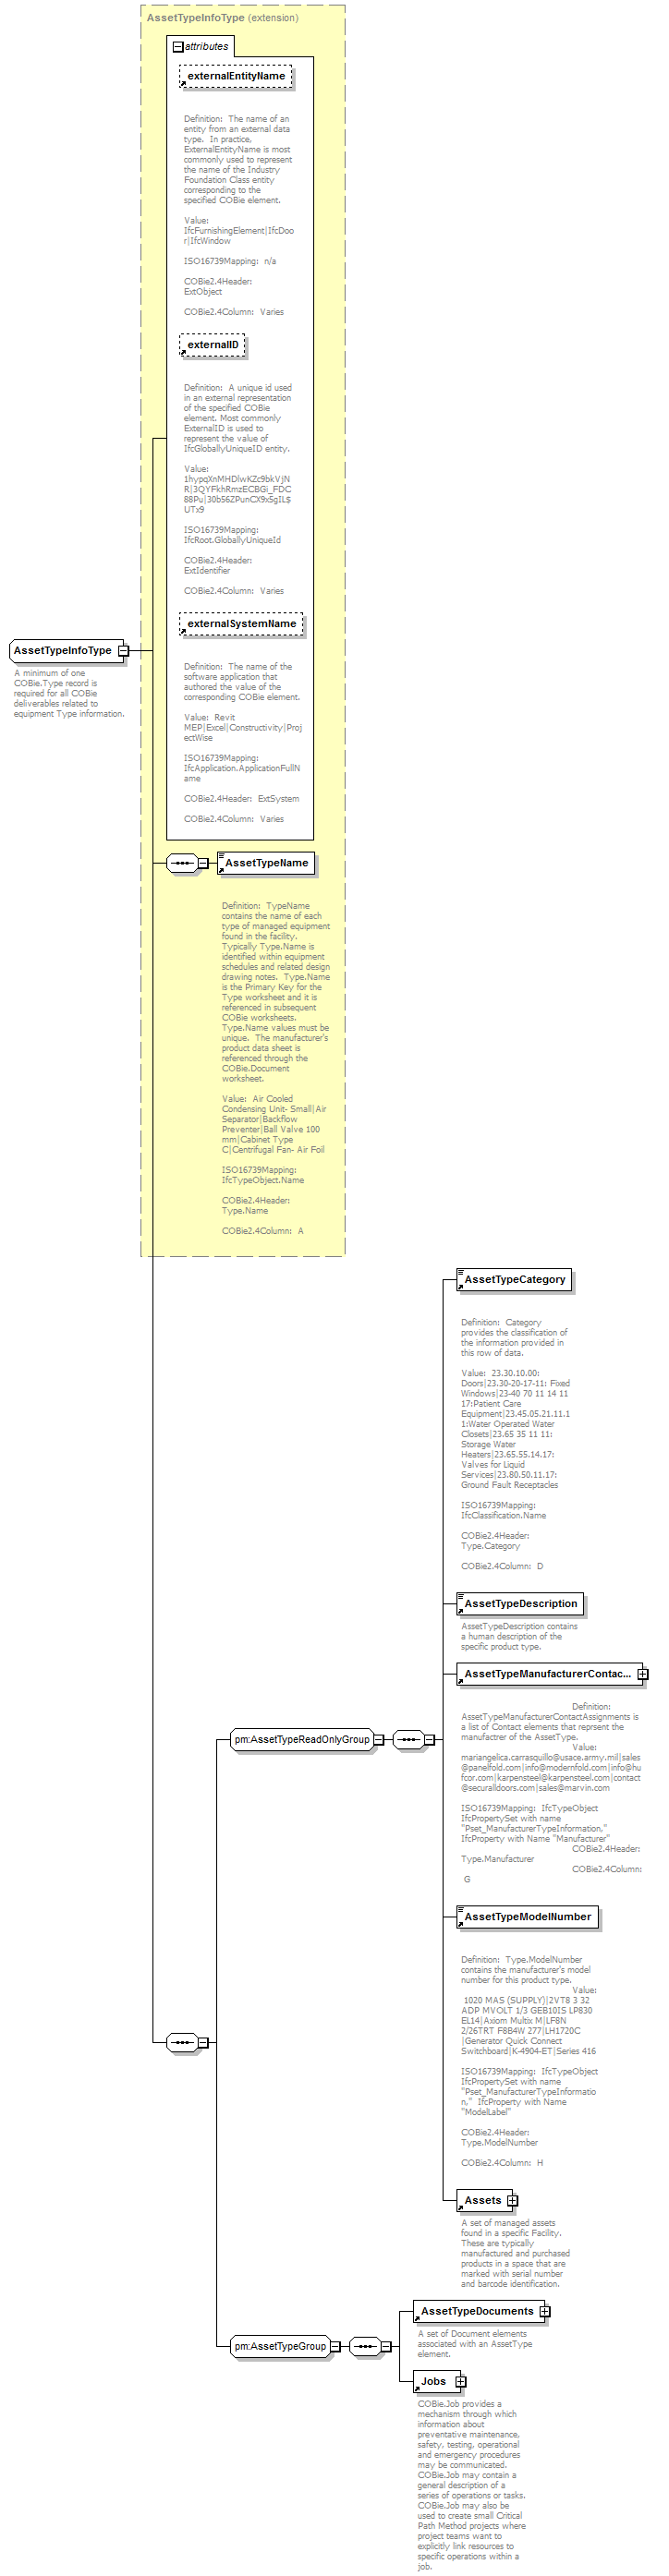 AssetTypeInfoType (extension)
attributes
externalEntityName
Definition: The name of an
entity from an external data
type. In practice,
ExternalEntityName is most
commonly used to represent
the name of the Industry
Foundation Class entity
corresponding to the
specified COBie element.
Value:
IfcFurnishingElement|IfcDoo
r|IfcWindow
ISO16739Mapping: n/a
COBie2.4Header:
ExtObject
COBie2.4Column: Varies
externalID
Definition: A unique id used
in an external representation
of the specified COBie
element. Most commonly
ExternalID is used to
represent the value of
IfcGloballyUniqueID entity.
Value:
1hypqXnMHDlwKZc9bkVjN
R|3QYFkhRmzECBGi_FDC
88Pu|30b56ZPunCX9x5gIL$
UTx9
ISO16739Mapping:
IfcRoot.GloballyUniqueId
COBie2.4Header:
ExtIdentifier
COBie2.4Column: Varies
externalSystemName
Definition: The name of the
software application that
authored the value of the
corresponding COBie element.
Value: Revit
MEP|Excel|Constructivity|Proj
ectWise
ISO16739Mapping:
IfcApplication.ApplicationFullN
ame
COBie2.4Header: ExtSystem
COBie2.4Column: Varies
AssetTypeInfoType
A minimum of one
COBie.Type record is
required for all COBie
deliverables related to
equipment Type information.
AssetTypeName
Definition: TypeName
contains the name of each
type of managed equipment
found in the facility.
Typically Type.Name is
identified within equipment
schedules and related design
drawing notes. Type.Name
is the Primary Key for the
Type worksheet and it is
referenced in subsequent
COBie worksheets.
Type.Name values must be
unique. The manufacturer's
product data sheet is
referenced through the
COBie.Document
worksheet.
Value: Air Cooled
Condensing Unit- Small|Air
Separator|Backflow
Preventer|Ball Valve 100
mm|Cabinet Type
C|Centrifugal Fan- Air Foil
ISO16739Mapping:
IfcTypeObject.Name
COBie2.4Header:
Type.Name
COBie2.4Column: A
AssetTypeCategory
Definition: Category
provides the classification of
the information provided in
this row of data.
Value: 23.30.10.00:
Doors|23.30-20-17-11: Fixed
Windows|23-40 70 11 14 11
17:Patient Care
Equipment|23.45.05.21.11.1
1:Water Operated Water
Closets|23.65 35 11 11:
Storage Water
Heaters|23.65.55.14.17:
Valves for Liquid
Services|23.80.50.11.17:
Ground Fault Receptacles
ISO16739Mapping:
IfcClassification.Name
COBie2.4Header:
Type.Category
COBie2.4Column: D
AssetTypeDescription
AssetTypeDescription contains
a human description of the
specific product type.
AssetTypeManufacturerContac...
Definition:
AssetTypeManufacturerContactAssignments is
a list of Contact elements that reprsent the
manufactrer of the AssetType.
Value:
mariangelica.carrasquillo@usace.army.mil|sales
@panelfold.com|info@modernfold.com|info@hu
fcor.com|karpensteel@karpensteel.com|contact
@securalldoors.com|sales@marvin.com
ISO16739Mapping: IfcTypeObject
IfcPropertySet with name
"Pset_ManufacturerTypeInformation,"
IfcProperty with Name "Manufacturer"
COBie2.4Header:
Type.Manufacturer
COBie2.4Column:
G
pm:AssetTypeReadOnlyGroup
AssetTypeModelNumber
Definition: Type.ModelNumber
contains the manufacturer's model
number for this product type.
Value:
1020 MAS (SUPPLY)|2VT8 3 32
ADP MVOLT 1/3 GEB10IS LP830
EL14|Axiom Multix M|LF8N
2/26TRT F8B4W 277|LH1720C
|Generator Quick Connect
Switchboard|K-4904-ET|Series 416
ISO16739Mapping: IfcTypeObject
IfcPropertySet with name
"Pset_ManufacturerTypeInformatio
n," IfcProperty with Name
"ModelLabel"
COBie2.4Header:
Type.ModelNumber
COBie2.4Column: H
Assets
A set of managed assets
found in a specific Facility.
These are typically
manufactured and purchased
products in a space that are
marked with serial number
and barcode identification.
pm:AssetTypeGroup
AssetTypeDocuments
A set of Document elements
associated with an AssetType
element.
Jobs
COBie.Job provides a
mechanism through which
information about
preventative maintenance,
safety, testing, operational
and emergency procedures
may be communicated.
COBie.Job may contain a
general description of a
series of operations or tasks.
COBie.Job may also be
used to create small Critical
Path Method projects where
project teams want to
explicitly link resources to
specific operations within a
job.